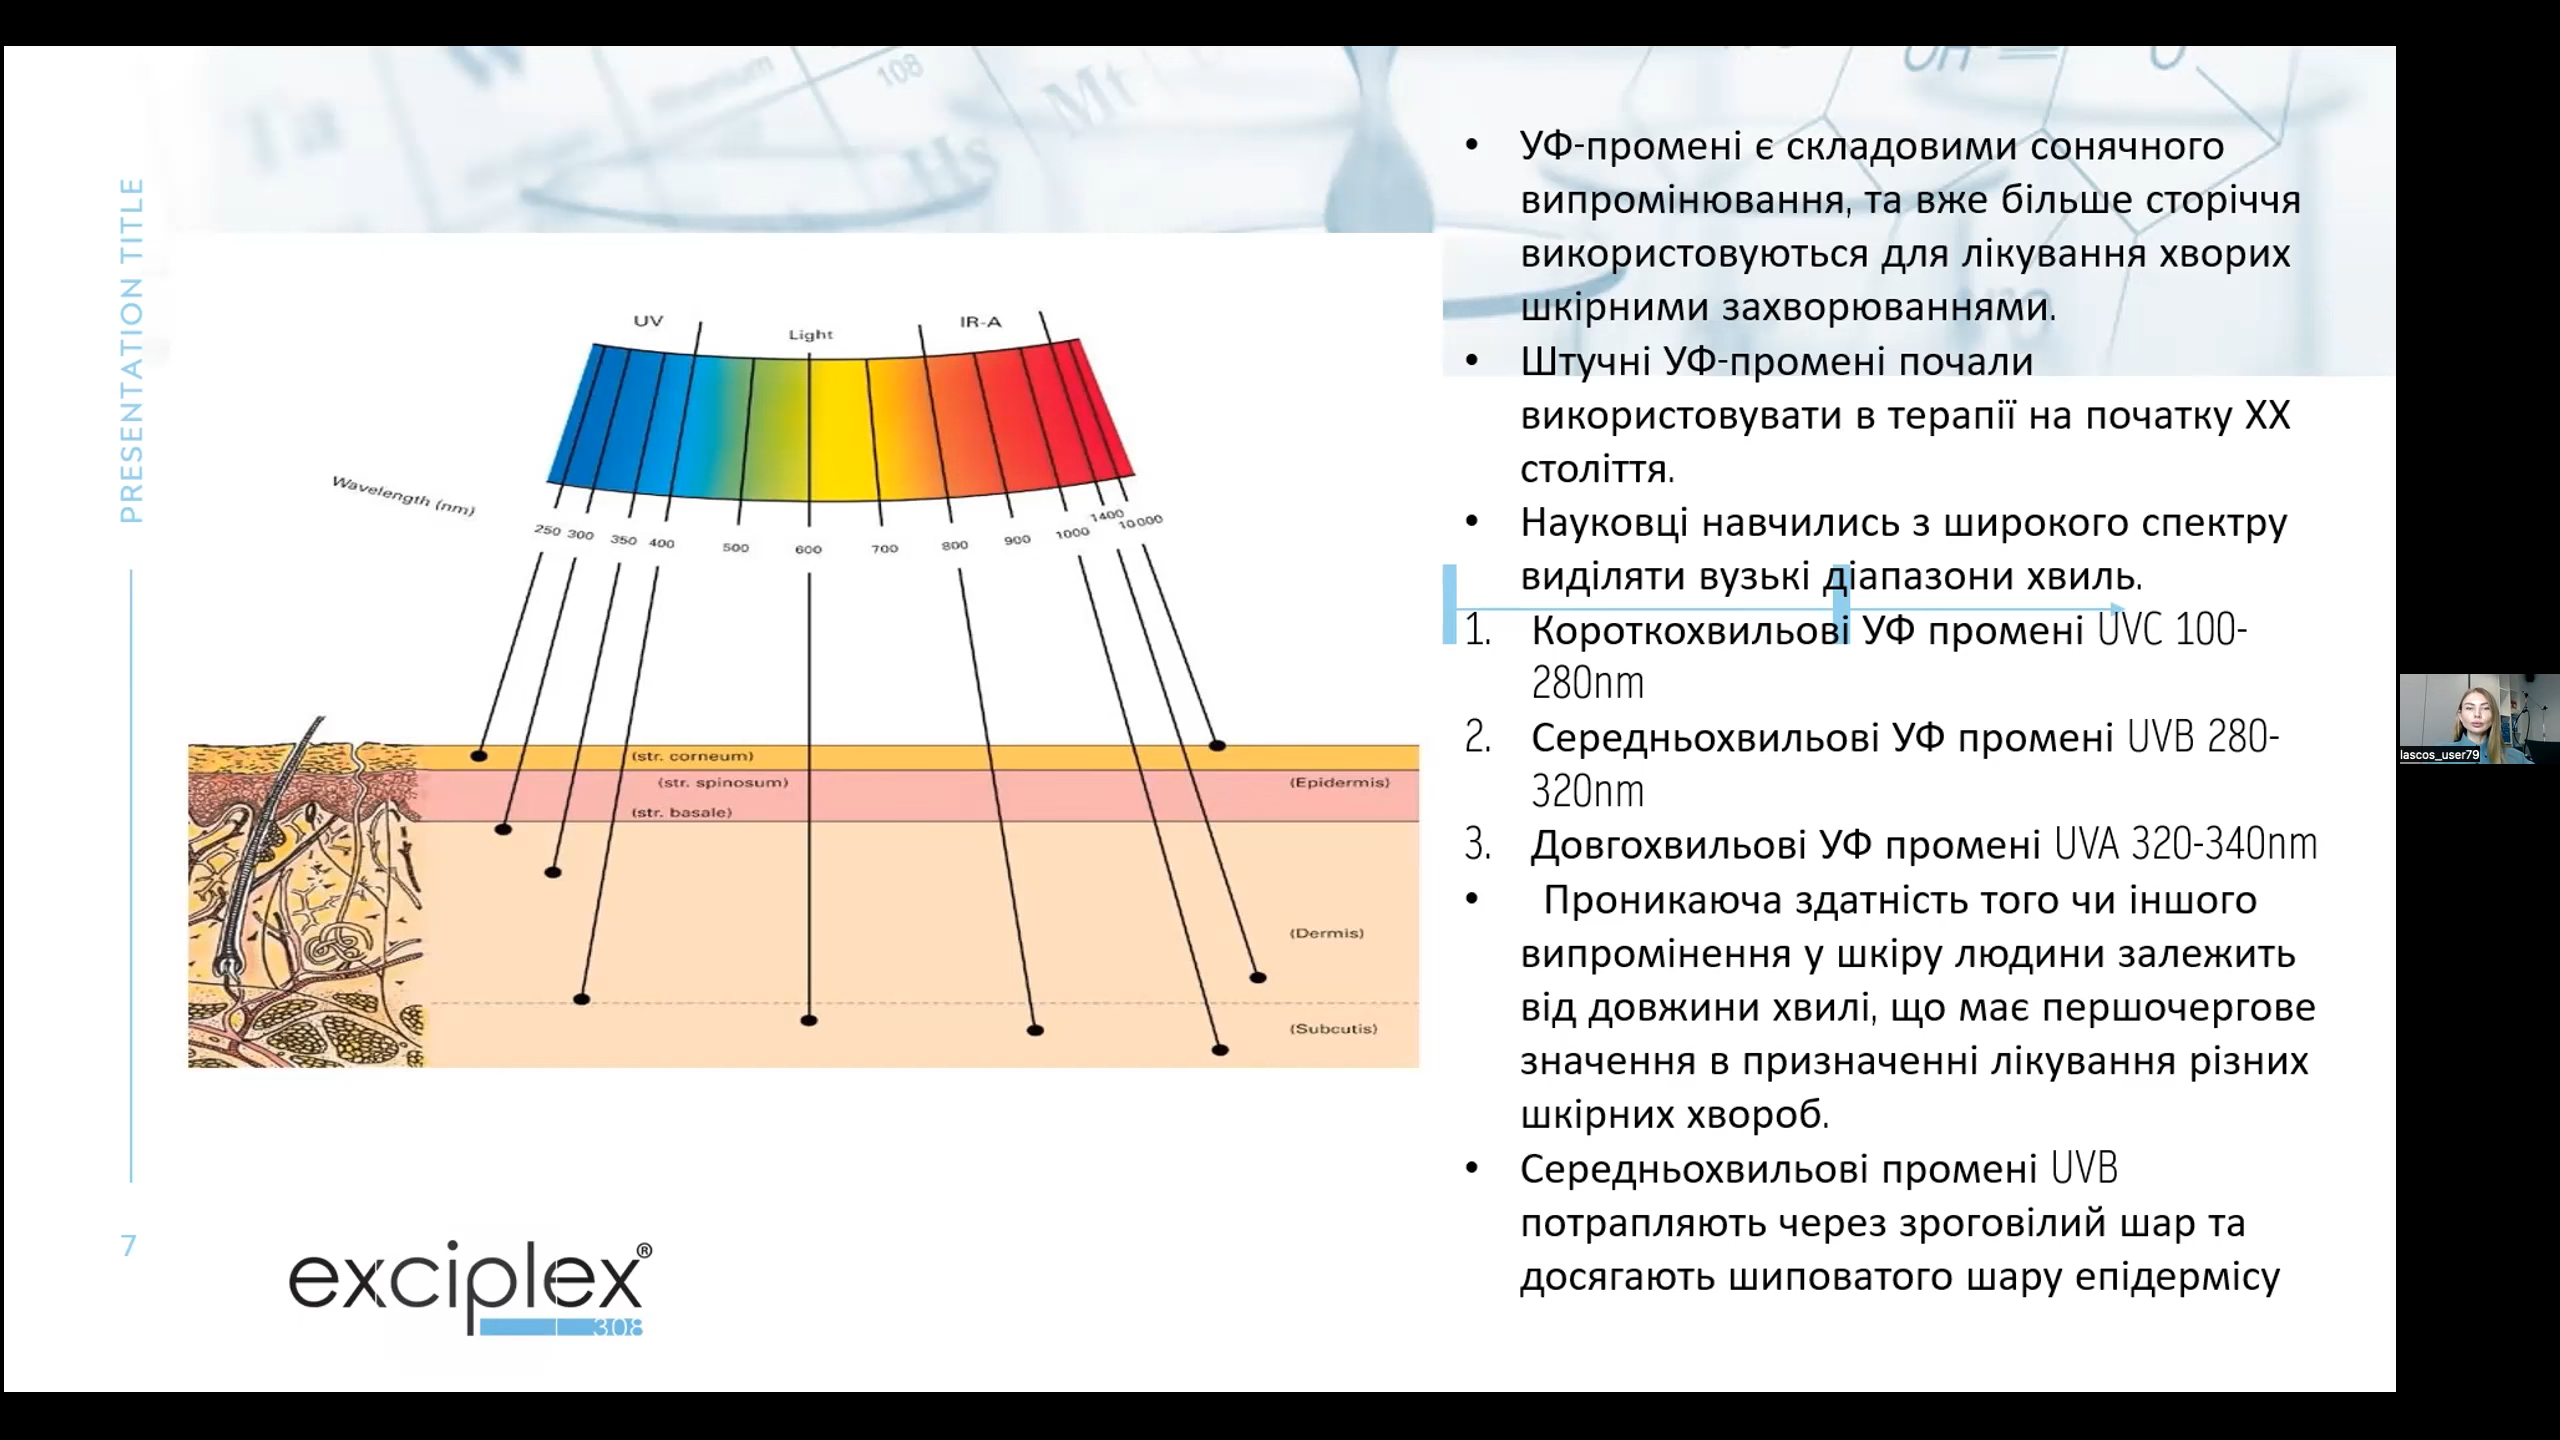 108
Mt
Hs
PRESENTATION TITLE
7
UV
Light
IR-A
Wavelength (nm)
250 300 350 400 500 600 700 800 900 1000 1400 10 000
(str. corneum)
(str. spinosum)
(Epidermis)
(str. basale)
(Dermis)
(Subcutis)
exciplex®
308
• УФ-промені є складовими сонячного
випромінювання, та вже більше сторіччя
використовуються для лікування хворих
шкірними захворюваннями.
• Штучні УФ-промені почали
використовувати в терапії на початку ХХ
століття.
• Науковці навчились з широкого спектру
виділяти вузькі діапазони хвиль.
1. Короткохвильові УФ промені UVC 100-
280nm
2. Середньохвильові УФ промені UVB 280-
320nm
3. Довгохвильові УФ промені UVA 320-340nm
• Проникаюча здатність того чи іншого
випромінення у шкіру людини залежить
від довжини хвилі, що має першочергове
значення в призначенні лікування різних
шкірних хвороб.
• Середньохвильові промені UVB
потрапляють через зроговілий шар та
досягають шиповатого шару епідермісу
lascos_user79